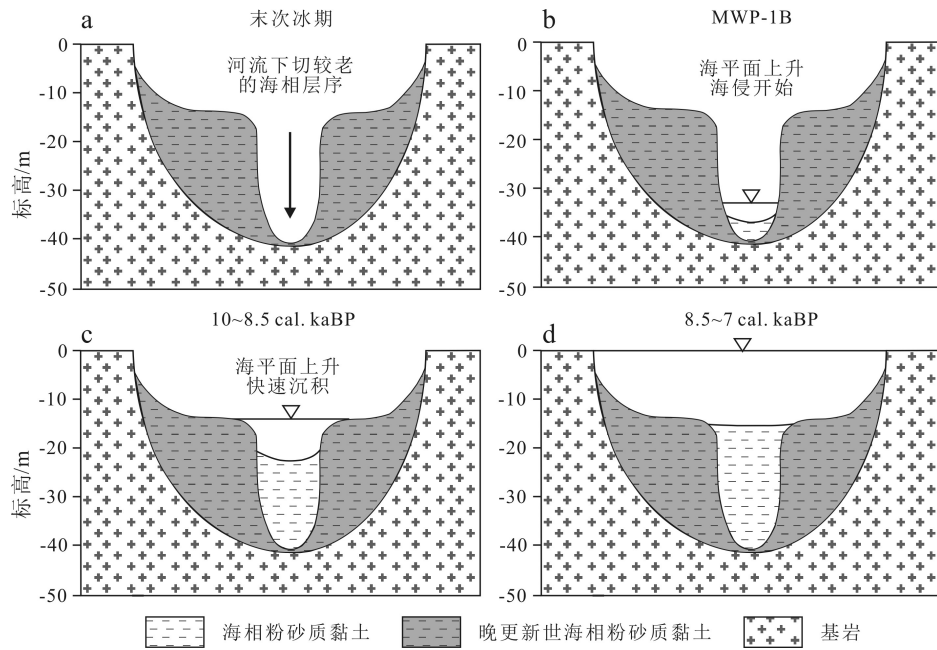 a
末次冰期
河流下切较老
的海相层序
0
-10
-20
-30
-40
-50
标高/m
b
MWP-1B
海平面上升
海侵开始
0
-10
-20
-30
-40
-50
c
10~8.5 cal. kaBP
海平面上升
快速沉积
0
-10
-20
-30
-40
-50
标高/m
d
8.5~7 cal. kaBP
0
-10
-20
-30
-40
-50
海相粉砂质黏土
晚更新世海相粉砂质黏土
基岩